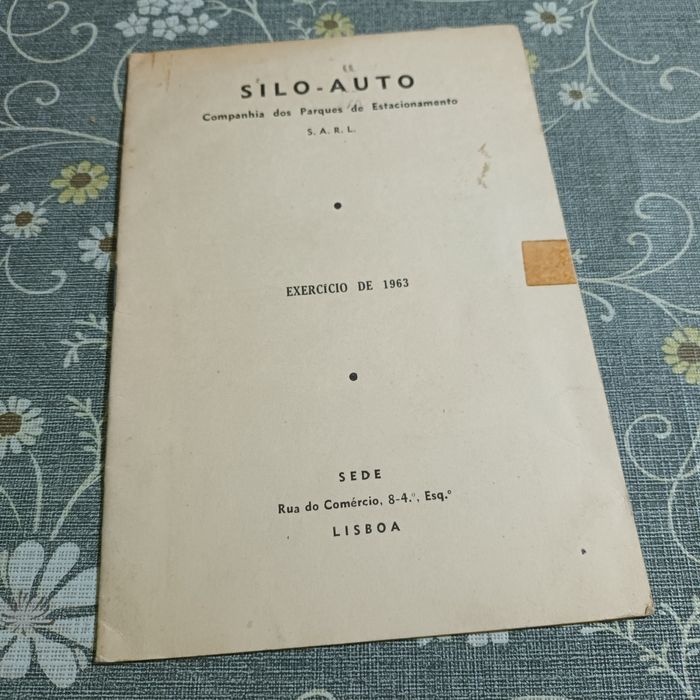 SILO-AUTO
Companhia dos Parques de Estacionamento
S. A. R. L.
EXERCÍCIO DE 1963
SEDE
Rua do Comércio, 8-4.º, Esq.º
LISBOA